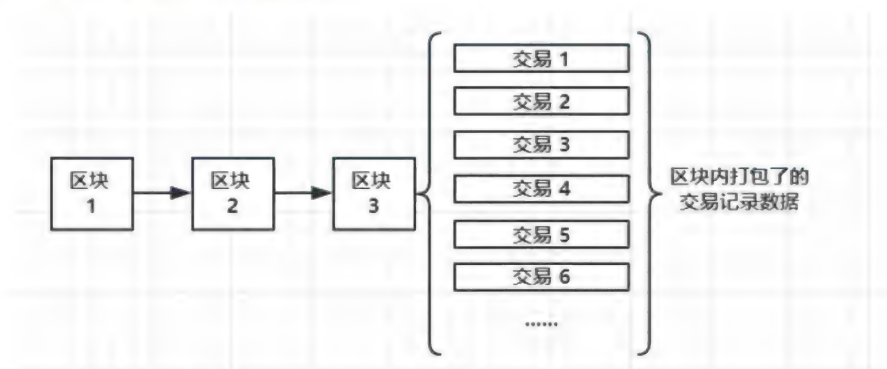 区块
1
区块
2
区块
3
交易 1
交易 2
交易 3
交易 4
交易 5
交易 6
......
区块内打包了的
交易记录数据